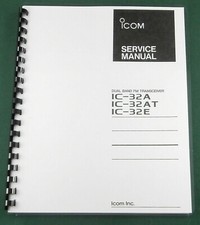 ICOM
SERVICE
MANUAL
DUAL BAND FM TRANSCEIVER
IC-32A
IC-32AT
IC-32E
Icom Inc.